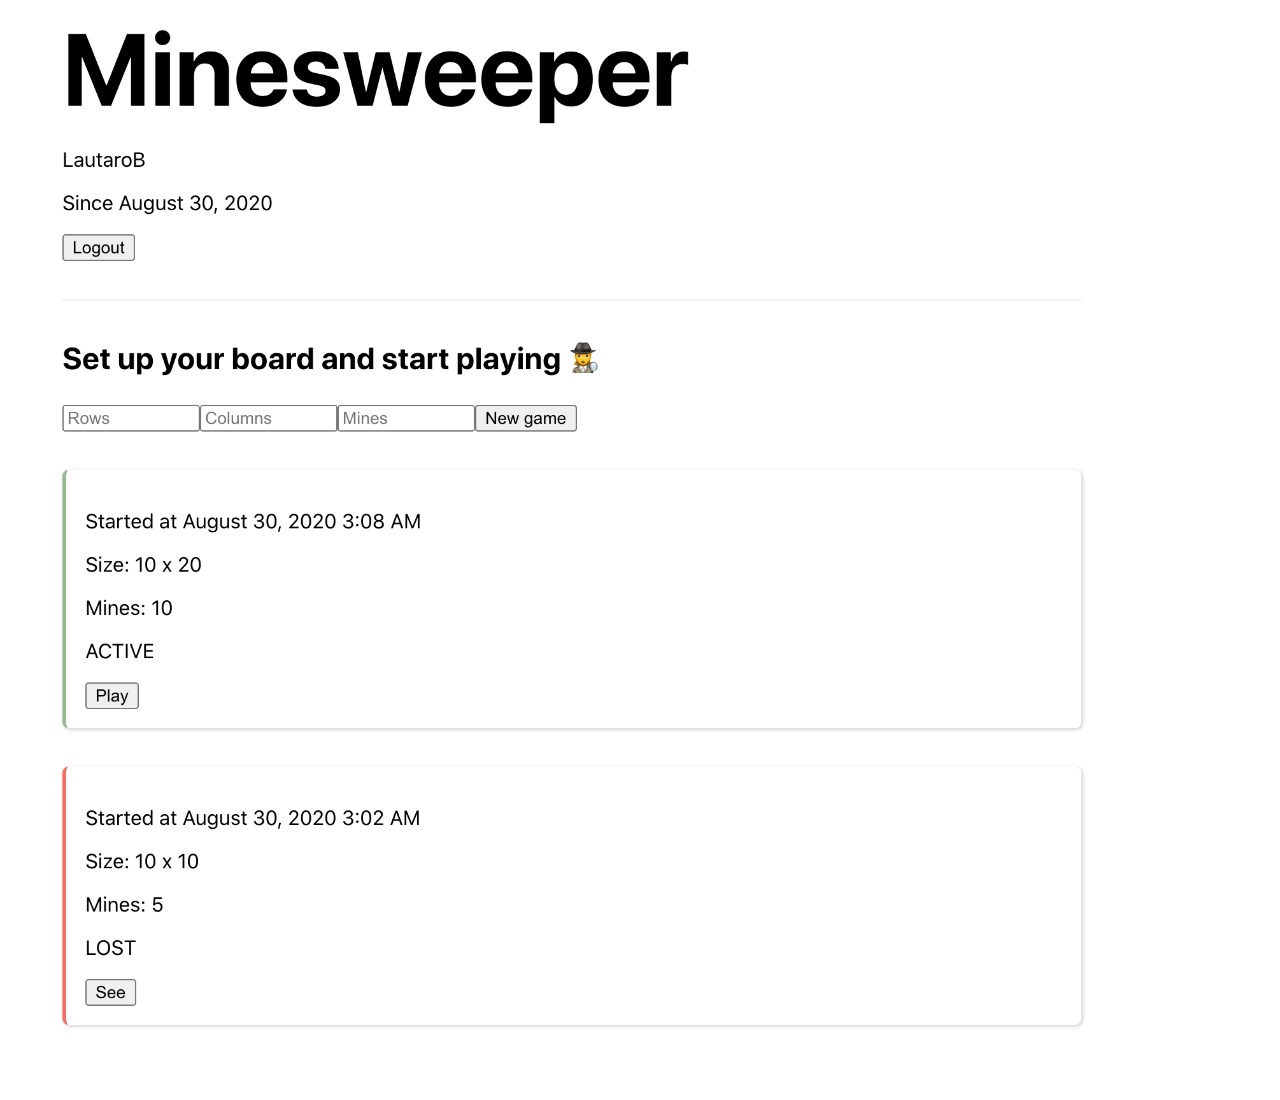 Minesweeper
LautaroB
Since August 30, 2020
Logout
Set up your board and start playing 🕵️‍♀️
Rows Columns Mines New game
Started at August 30, 2020 3:08 AM
Size: 10 x 20
Mines: 10
ACTIVE
Play
Started at August 30, 2020 3:02 AM
Size: 10 x 10
Mines: 5
LOST
See